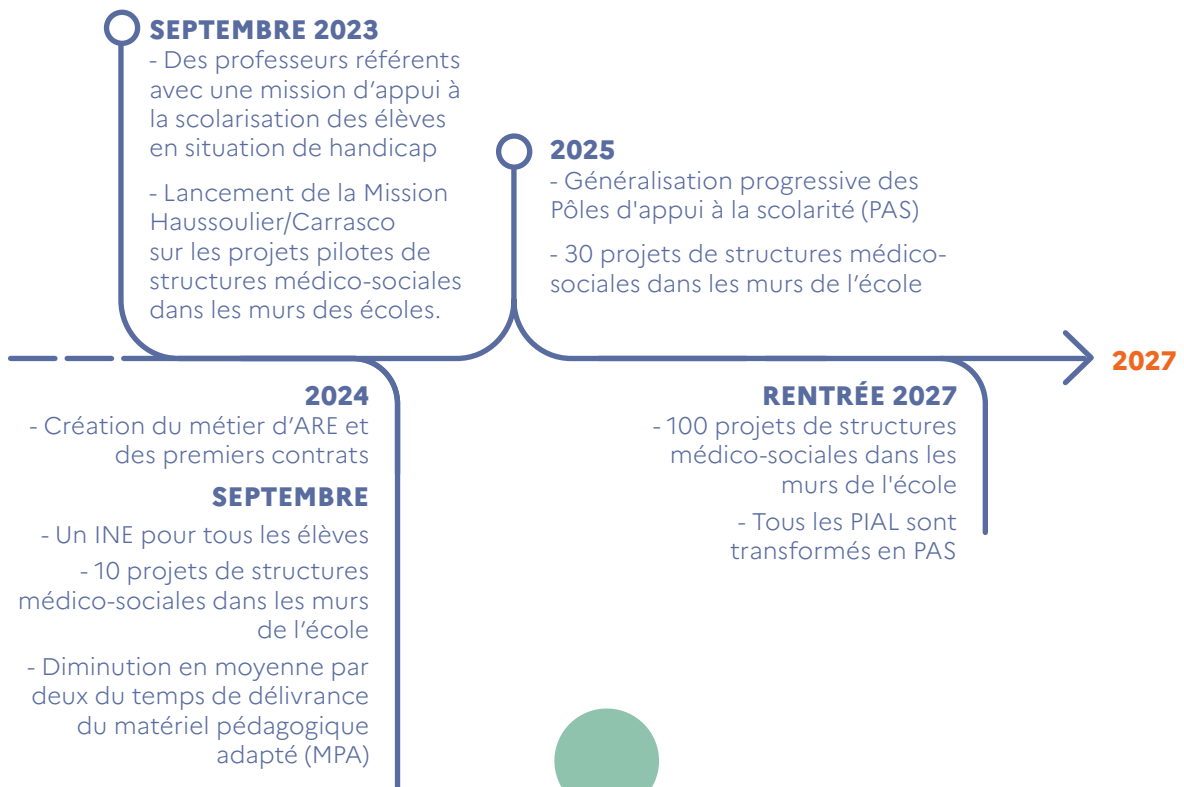 SEPTEMBRE 2023
- Des professeurs référents
avec une mission d’appui à
la scolarisation des élèves
en situation de handicap
- Lancement de la Mission
Haussoulier/Carrasco
sur les projets pilotes de
structures médico-sociales
dans les murs des écoles.
2025
- Généralisation progressive des
Pôles d'appui à la scolarité (PAS)
- 30 projets de structures médico-
sociales dans les murs de l’école
2027
2024
- Création du métier d’ARE et
des premiers contrats
SEPTEMBRE
- Un INE pour tous les élèves
- 10 projets de structures
médico-sociales dans les murs
de l’école
- Diminution en moyenne par
deux du temps de délivrance
du matériel pédagogique
adapté (MPA)
RENTRÉE 2027
- 100 projets de structures
médico-sociales dans les
murs de l'école
- Tous les PIAL sont
transformés en PAS